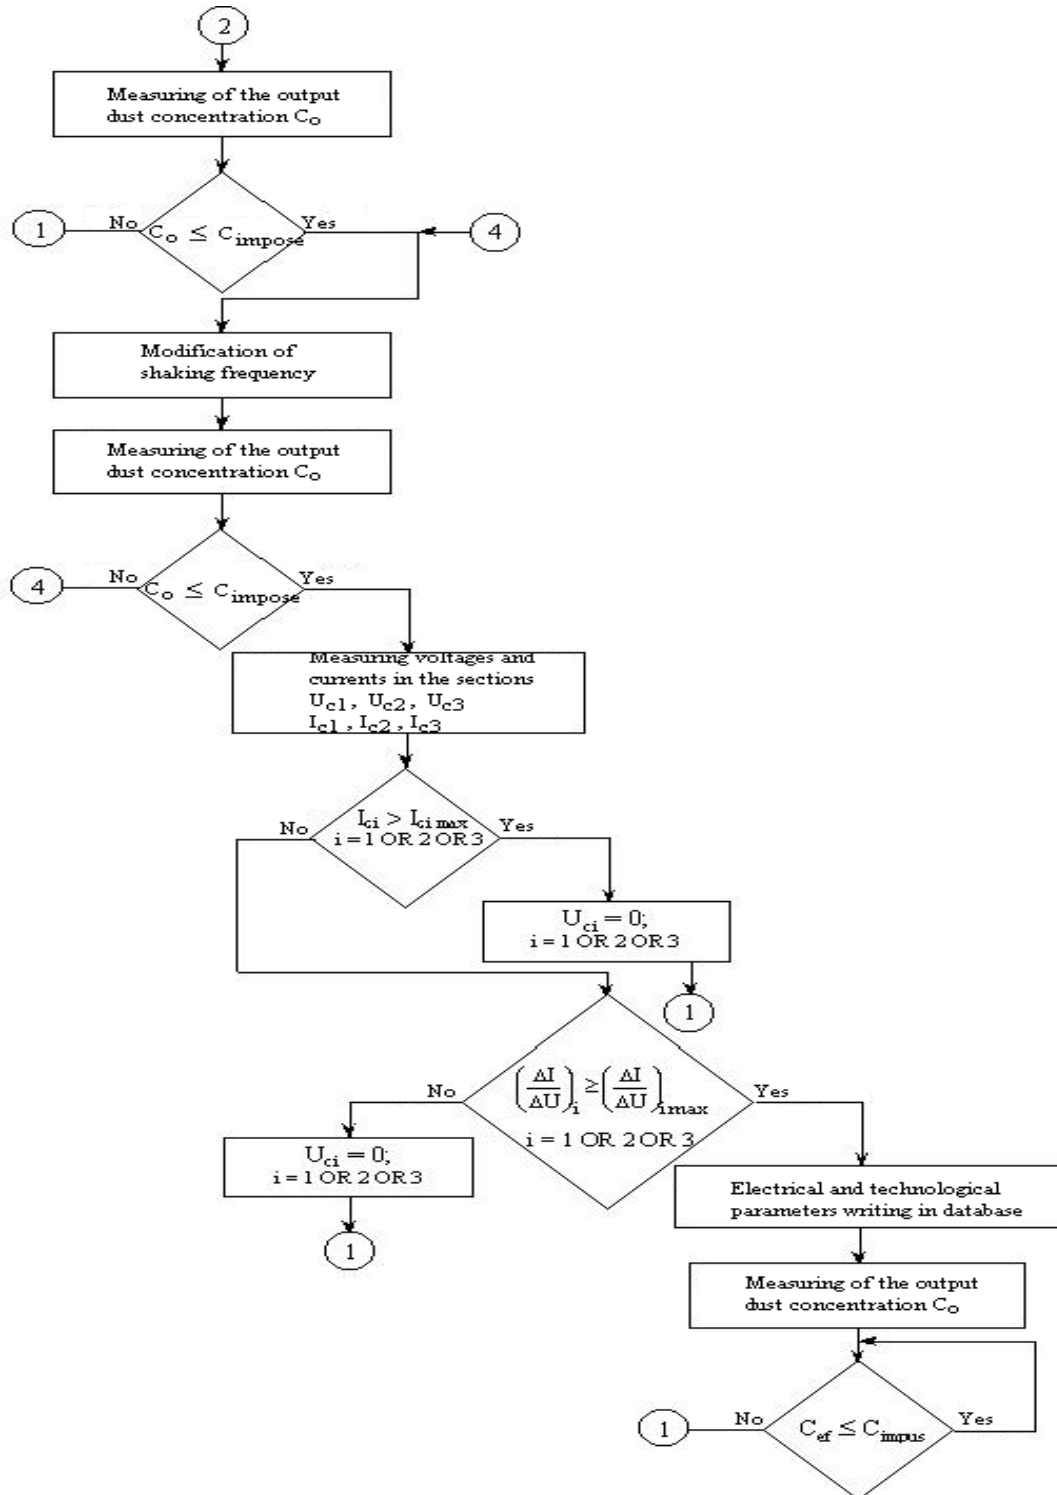 2
Measuring of the output
dust concentration Co
1
No
Co ≤ Cimpose
Yes
4
Modification of
shaking frequency
Measuring of the output
dust concentration Co
4
No
Co ≤ Cimpose
Yes
Measuring voltages and
currents in the sections
Uc1, Uc2, Uc3
Ic1, Ic2, Ic3
No
Ici > Ici max
i = 1 OR 2 OR 3
Yes
Uci = 0;
i = 1 OR 2 OR 3
1
No
(ΔI/ΔU)i ≥ (ΔI/ΔU)imax
i = 1 OR 2 OR 3
Yes
Uci = 0;
i = 1 OR 2 OR 3
1
Electrical and technological
parameters writing in database
Measuring of the output
dust concentration Co
1
No
Cef ≤ Cimpus
Yes